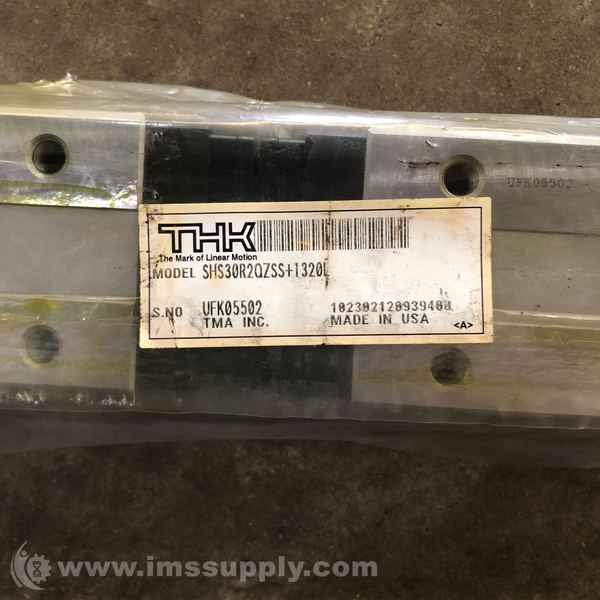 UFK05502
THK
The Mark of Linear Motion
MODEL SHS30R2QZSS+1320L
S.NO UFK05502
TMA INC. MADE IN USA
<A>
www.imssupply.com